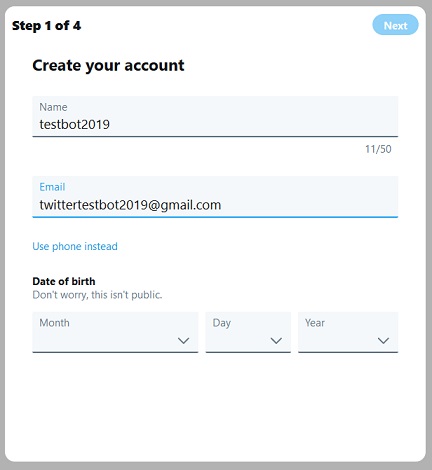 Step 1 of 4
Next
Create your account
Name
testbot2019
11/50
Email
twittertestbot2019@gmail.com
Use phone instead
Date of birth
Don't worry, this isn't public.
Month
Day
Year